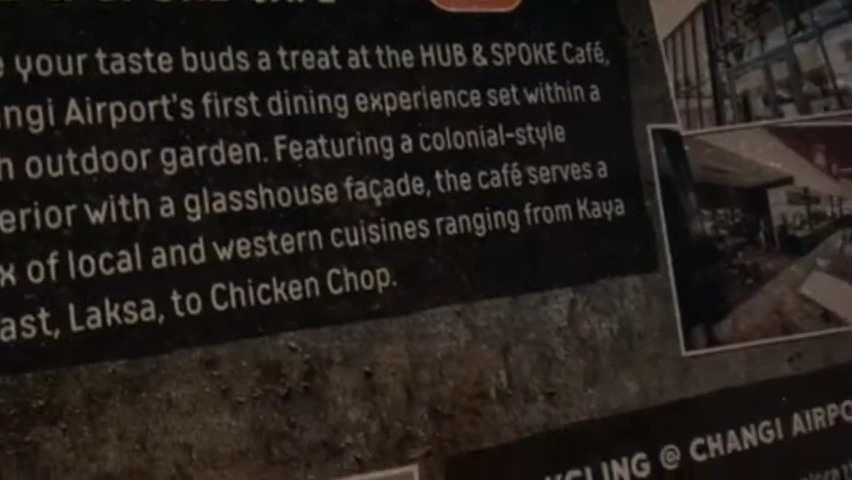 your taste buds a treat at the HUB & SPOKE Café,
ngi Airport's first dining experience set within a
outdoor garden. Featuring a colonial-style
erior with a glasshouse façade, the café serves a
x of local and western cuisines ranging from Kaya
ast, Laksa, to Chicken Chop.
CLING @ CHANGI AIRPO